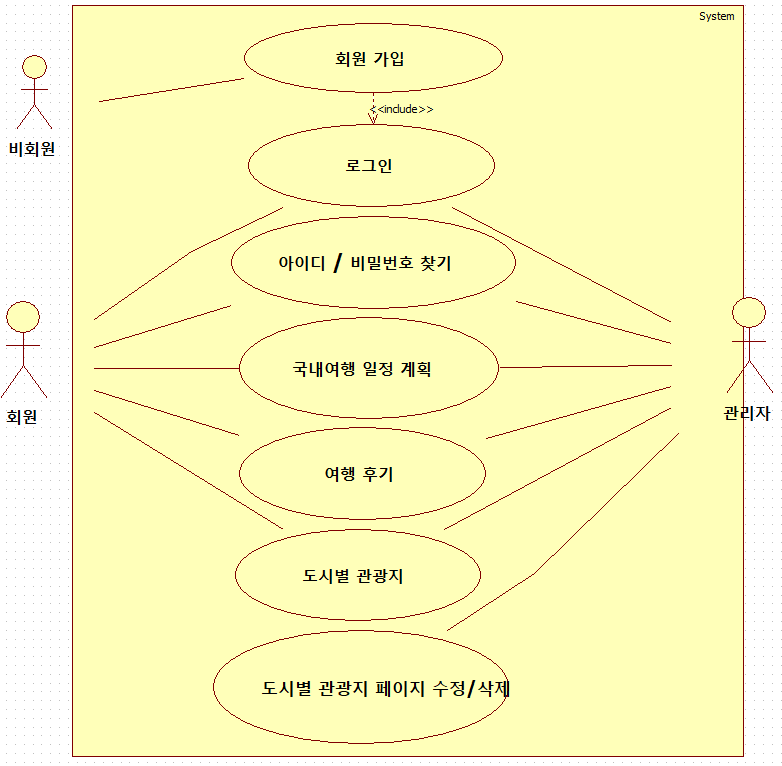 System
회원 가입
<<include>>
비회원
로그인
아이디 / 비밀번호 찾기
국내여행 일정 계획
회원
관리자
여행 후기
도시별 관광지
도시별 관광지 페이지 수정/삭제